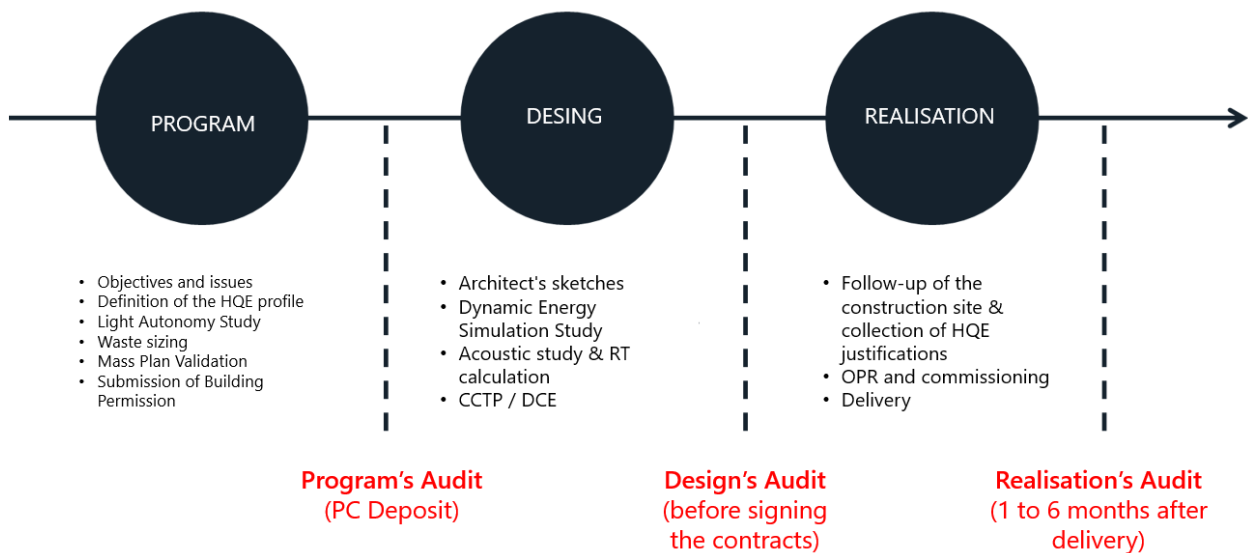 PROGRAM
DESING
REALISATION
• Objectives and issues
• Definition of the HQE profile
• Light Autonomy Study
• Waste sizing
• Mass Plan Validation
• Submission of Building
Permission
• Architect's sketches
• Dynamic Energy
Simulation Study
• Acoustic study & RT
calculation
• CCTP / DCE
• Follow-up of the
construction site &
collection of HQE
justifications
• OPR and commissioning
• Delivery
Program’s Audit
(PC Deposit)
Design’s Audit
(before signing
the contracts)
Realisation’s Audit
(1 to 6 months after
delivery)